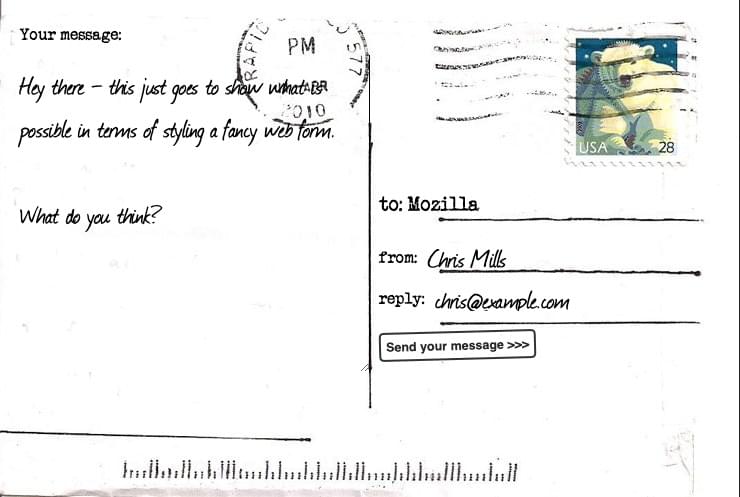 Your message:
Hey there – this just goes to show what is
possible in terms of styling a fancy web form.
What do you think?
PM
577
APR
2010
USA 28
to: Mozilla
from: Chris Mills
reply: chris@example.com
Send your message >>>